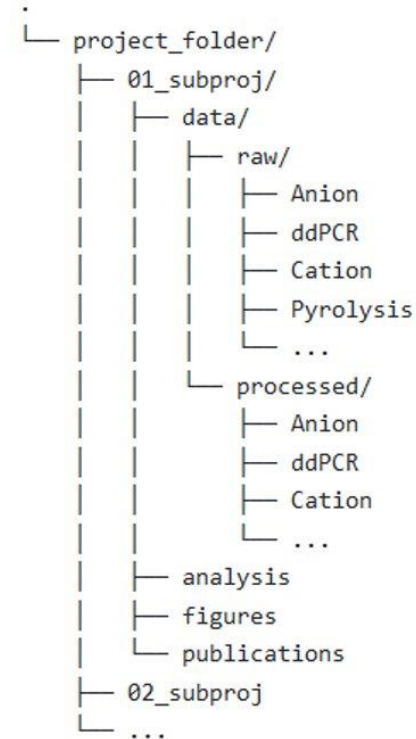 .
└── project_folder/
    ├── 01_subproj/
    │   ├── data/
    │   │   ├── raw/
    │   │   │   ├── Anion
    │   │   │   ├── ddPCR
    │   │   │   ├── Cation
    │   │   │   ├── Pyrolysis
    │   │   │   └── ...
    │   │   └── processed/
    │   │       ├── Anion
    │   │       ├── ddPCR
    │   │       ├── Cation
    │   │       └── ...
    │   ├── analysis
    │   ├── figures
    │   └── publications
    ├── 02_subproj
    └── ...